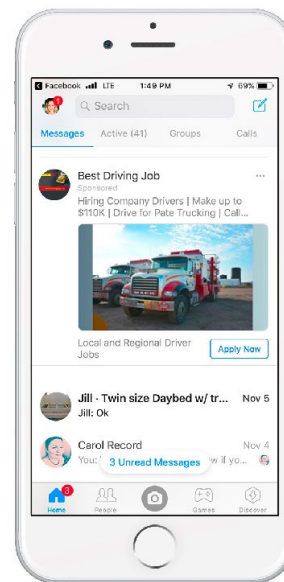 Facebook LTE 1:49 PM 69%
1
Search
Messages Active (41) Groups Calls
Best Driving Job
Sponsored
Hiring Company Drivers | Make up to
$110K | Drive for Pate Trucking | Call...
Local and Regional Driver
Jobs
Apply Now
Jill · Twin size Daybed w/ tr... Nov 5
Jill: Ok
Carol Record Nov 4
You: 3 Unread Messages w if yo...
3
Home People Games Discover